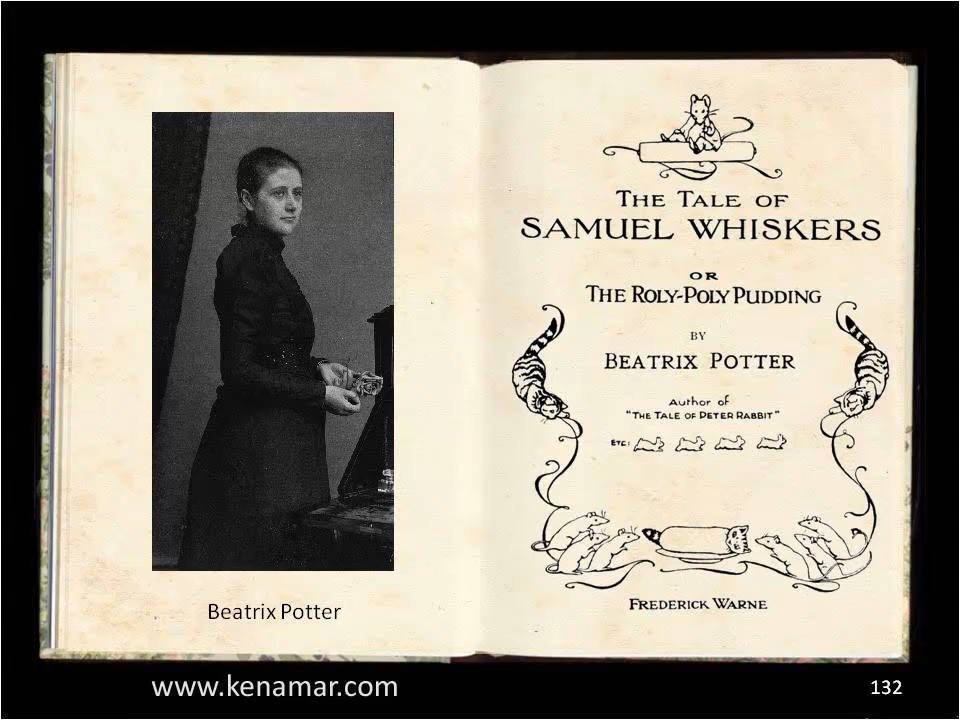 Beatrix Potter
THE TALE OF
SAMUEL WHISKERS
OR
THE ROLY-POLY PUDDING
BY
BEATRIX POTTER
Author of
"THE TALE OF PETER RABBIT"
ETC:
FREDERICK WARNE
www.kenamar.com
132